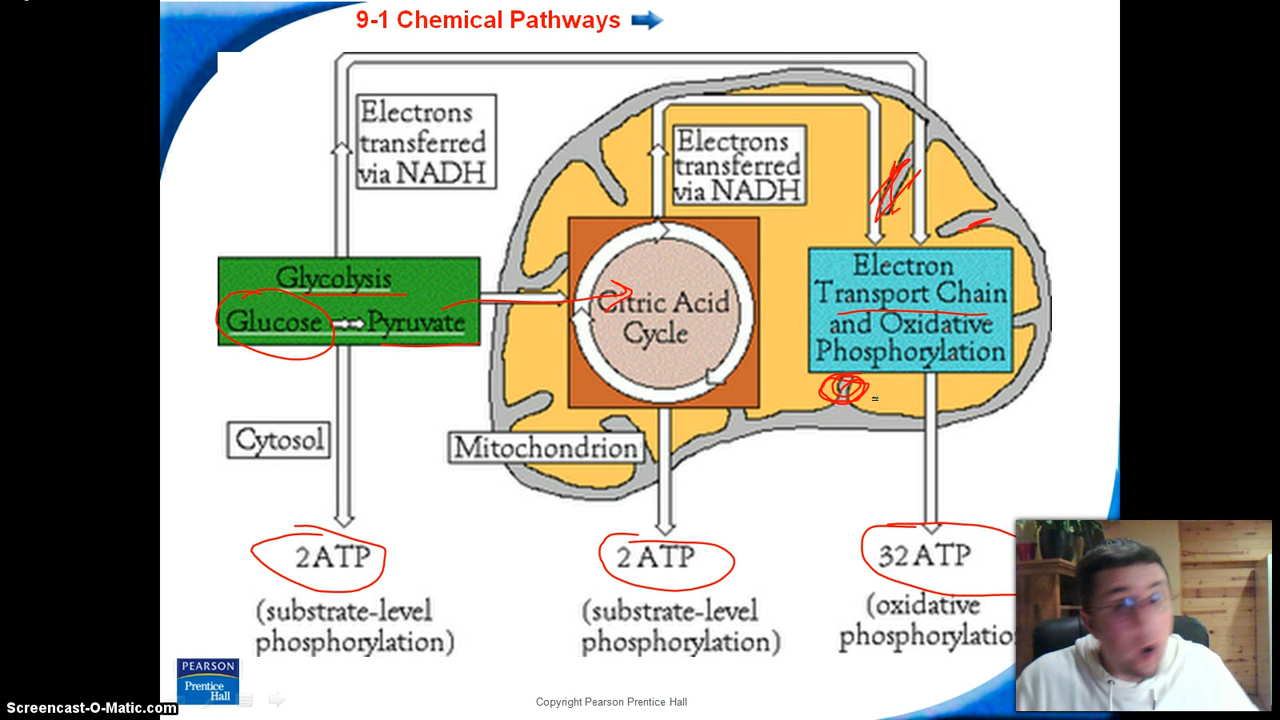 9-1 Chemical Pathways
Electrons
transferred
via NADH
Electrons
transferred
via NADH
Glycolysis
Glucose Pyruvate
Citric Acid
Cycle
Electron
Transport Chain
and Oxidative
Phosphorylation
Cytosol
Mitochondrion
2 ATP
(substrate-level
phosphorylation)
2 ATP
(substrate-level
phosphorylation)
32 ATP
(oxidative
phosphorylatio
PEARSON
Prentice
Hall
Copyright Pearson Prentice Hall
Screencast-O-Matic.com